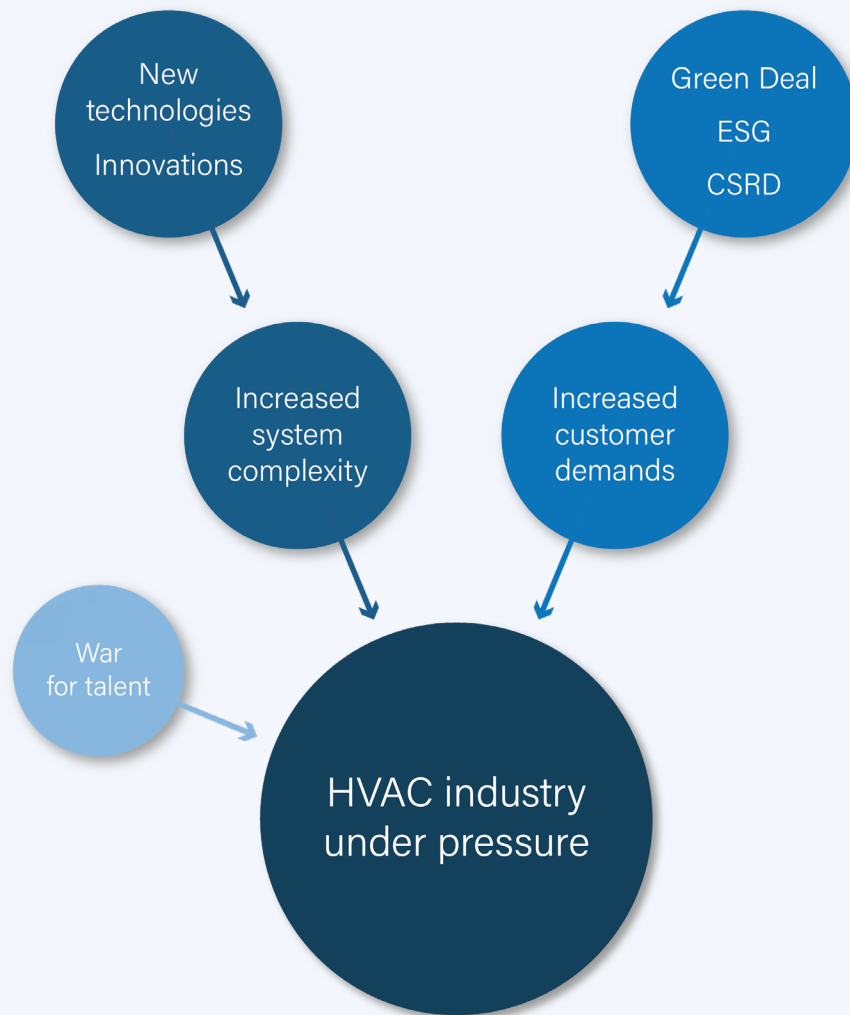 New
technologies
Innovations
Green Deal
ESG
CSRD
Increased
system
complexity
Increased
customer
demands
War
for talent
HVAC industry
under pressure